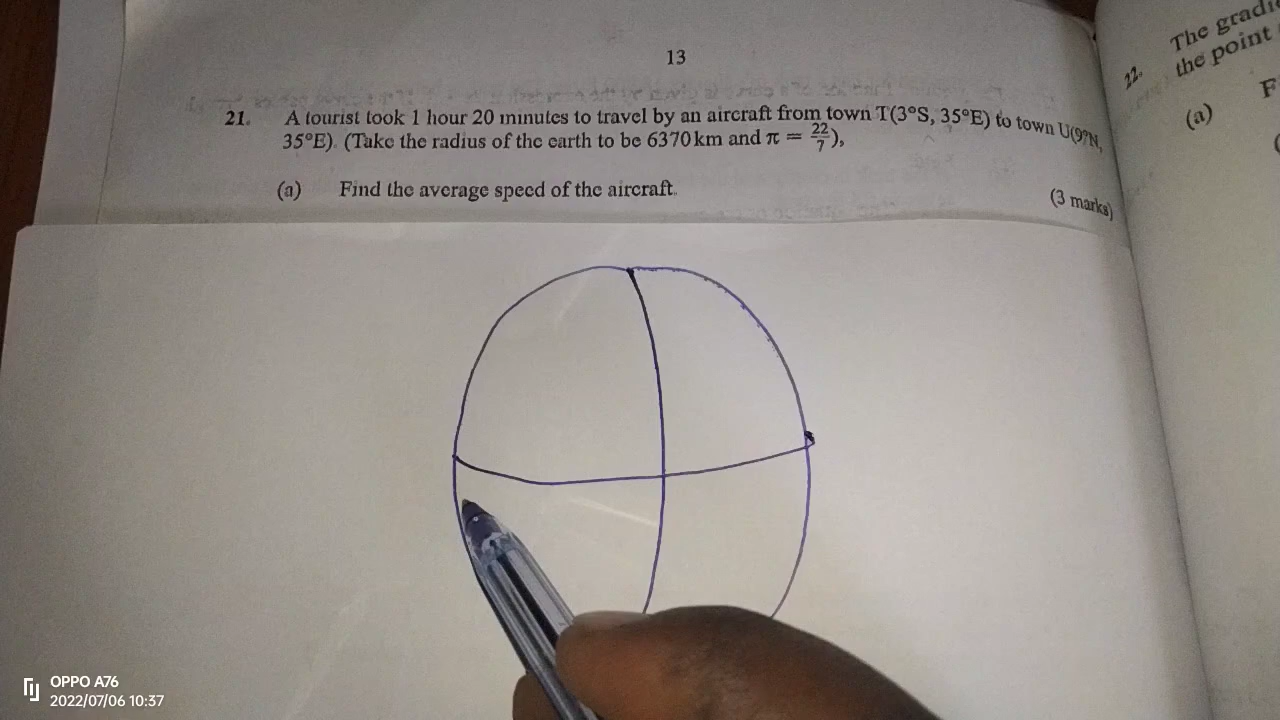 13
21. A tourist took 1 hour 20 minutes to travel by an aircraft from town T(3°S, 35°E) to town U(9°N,
35°E). (Take the radius of the earth to be 6370 km and π = 22/7),
(a) Find the average speed of the aircraft.
(3 marks)
22. The gradi
the point
(a) F
OPPO A76
2022/07/06 10:37